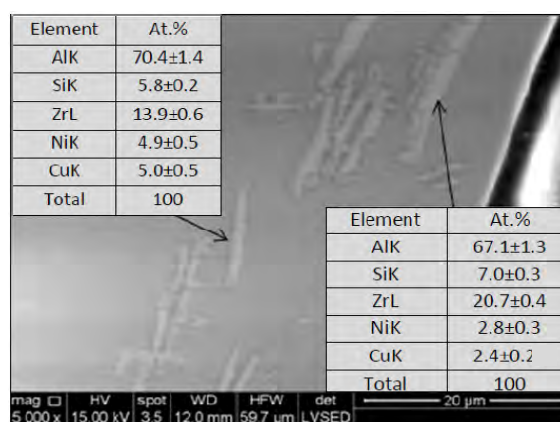 Element At.%
AlK 70.4±1.4
SiK 5.8±0.2
ZrL 13.9±0.6
NiK 4.9±0.5
CuK 5.0±0.5
Total 100
Element At.%
AlK 67.1±1.3
SiK 7.0±0.3
ZrL 20.7±0.4
NiK 2.8±0.3
CuK 2.4±0.2
Total 100
mag HV spot WD HFW det
5 000 x 15.00 kV 3.5 12.0 mm 59.7 µm LVSED
20 µm